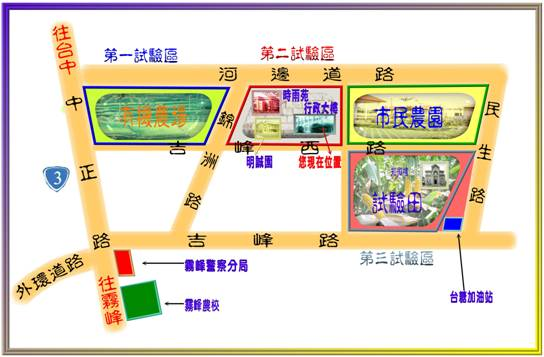 往台中
第一試驗區
第二試驗區
河邊道路
有機農場
錦洲路
時雨苑
行政大樓
明誠園
您現在位置
市民農園
民生路
中正路
吉峰西路
3
試驗田
第三試驗區
吉峰路
外環道路
往霧峰
霧峰警察分局
霧峰農校
台糖加油站